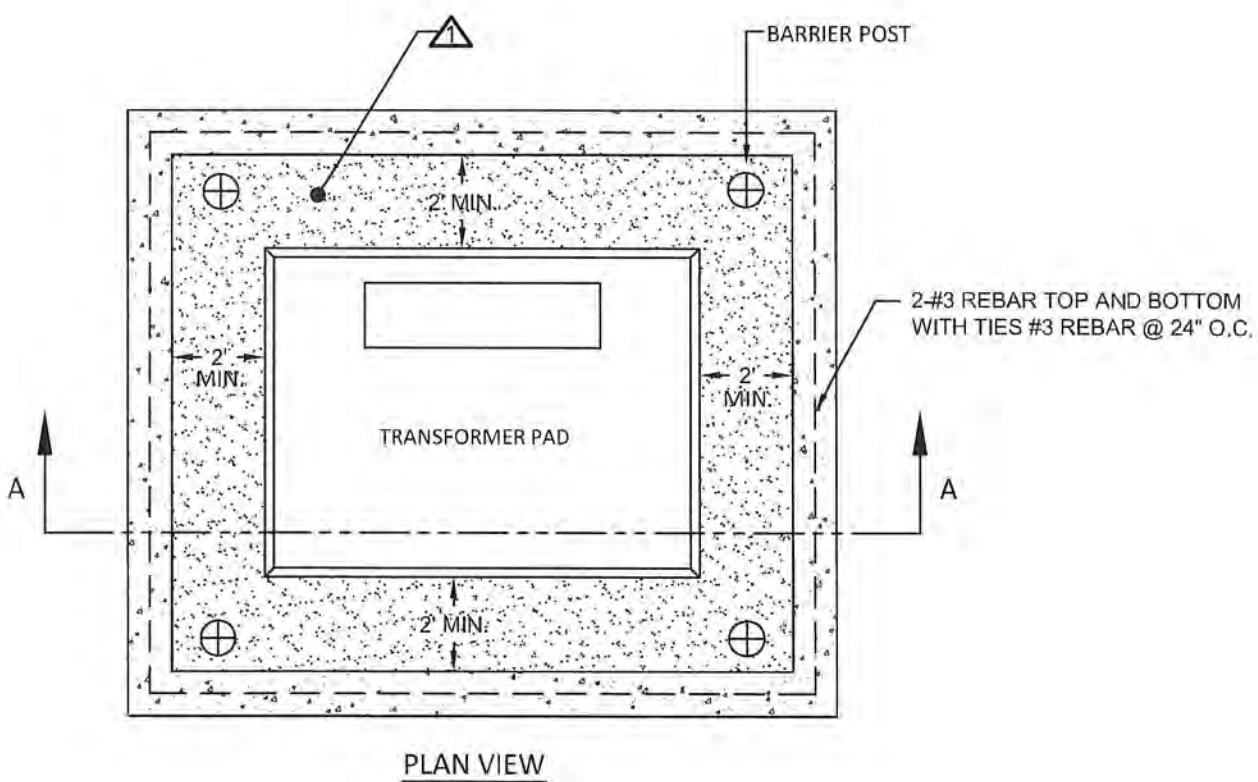 1
BARRIER POST
2' MIN.
2-#3 REBAR TOP AND BOTTOM
WITH TIES #3 REBAR @ 24" O.C.
2'
MIN.
2'
MIN.
TRANSFORMER PAD
A
A
2' MIN.
PLAN VIEW